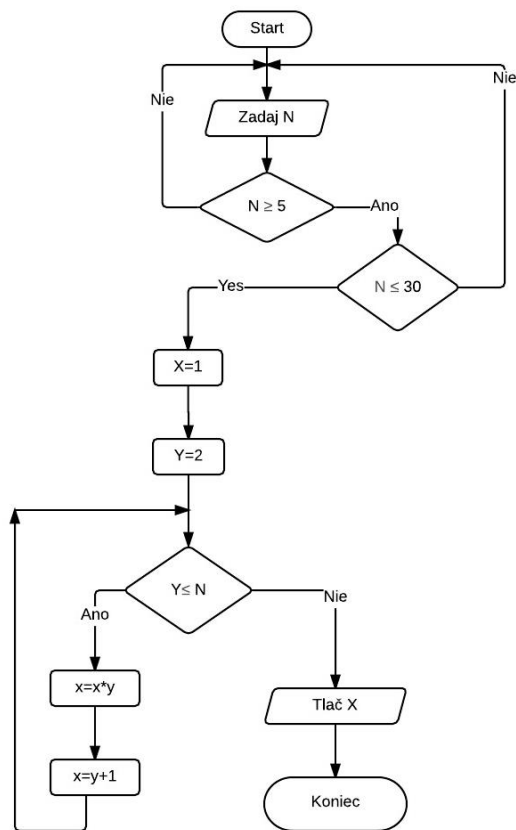 Start
Nie
Nie
Zadaj N
N ≥ 5
Ano
N ≤ 30
Yes
X=1
Y=2
Y≤ N
Nie
Ano
x=x*y
Tlač X
x=y+1
Koniec